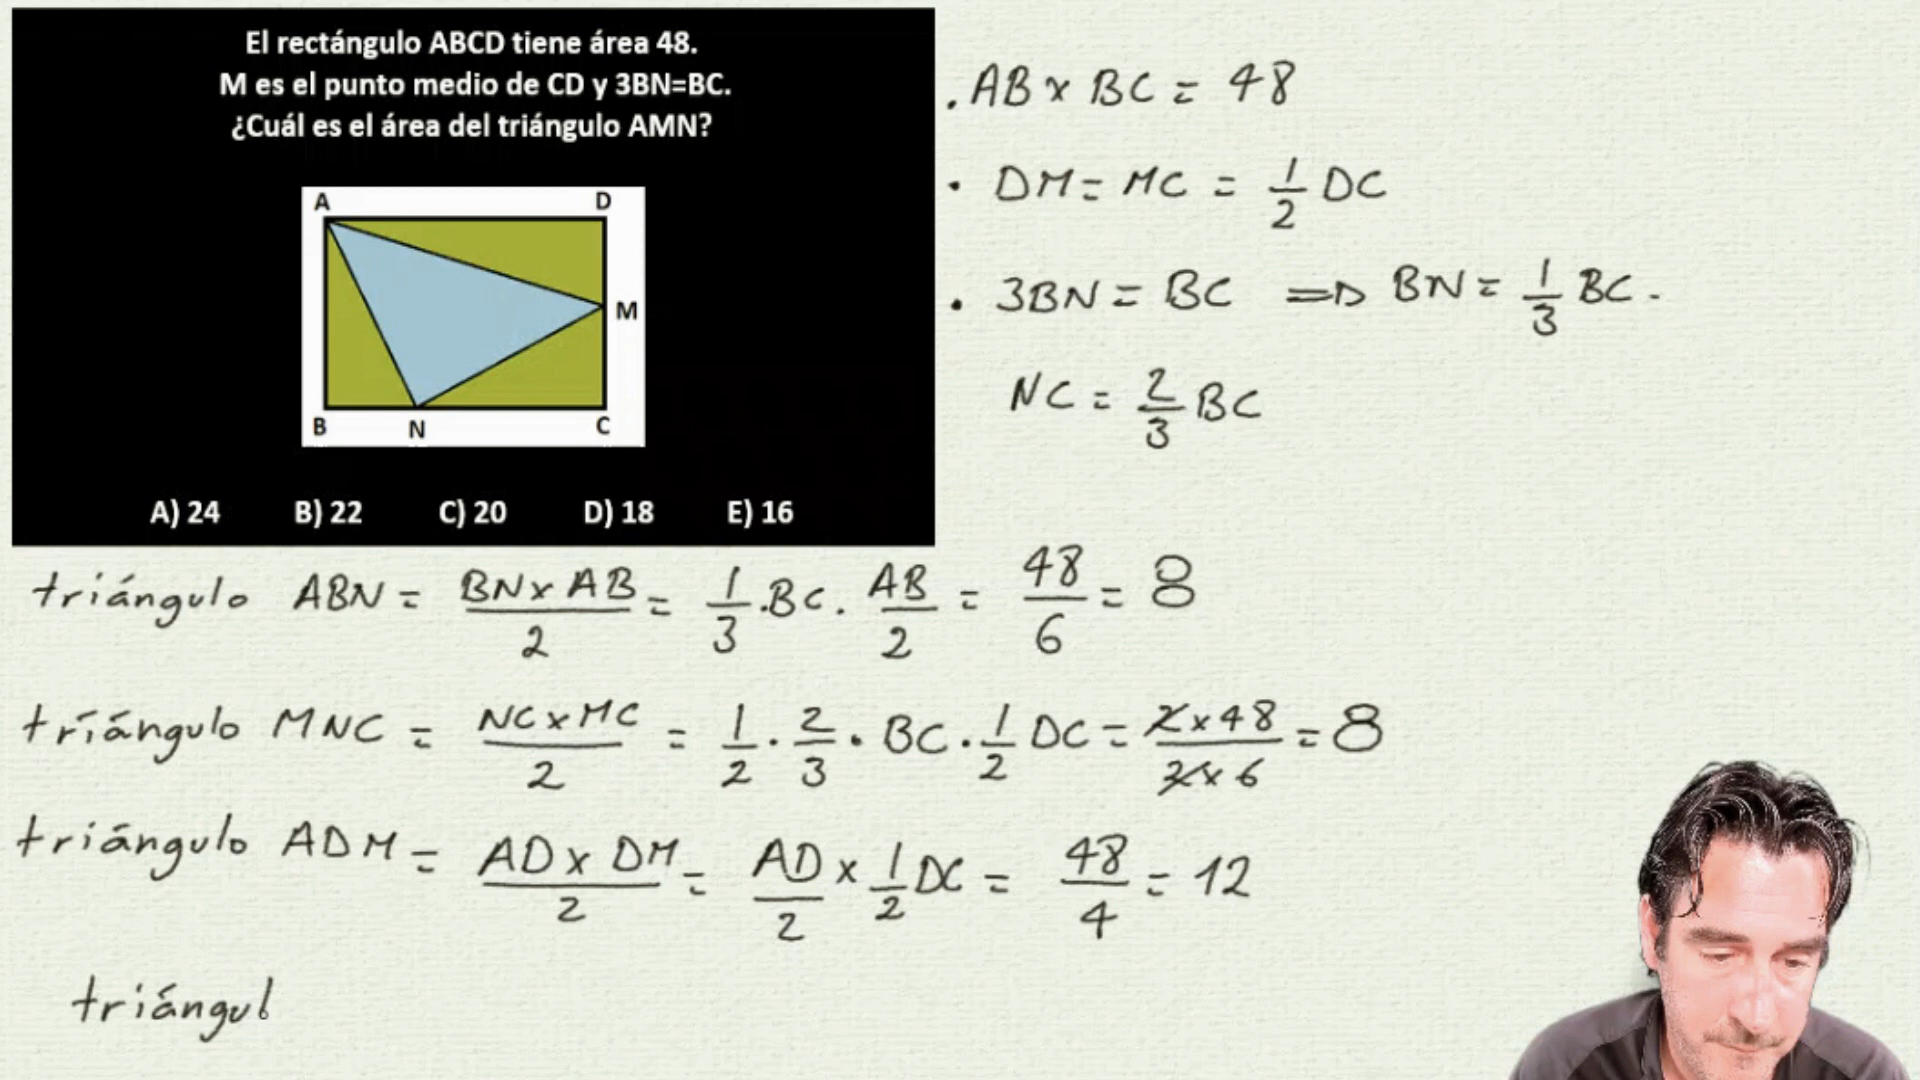 El rectángulo ABCD tiene área 48.
M es el punto medio de CD y 3BN=BC.
¿Cuál es el área del triángulo AMN?
A D
M
B N C
A) 24 B) 22 C) 20 D) 18 E) 16
. AB x BC = 48
. DM = MC = 1/2 DC
. 3BN = BC ⇒ BN = 1/3 BC.
NC = 2/3 BC
triángulo ABN = BN x AB / 2 = 1/3 . BC . AB/2 = 48/6 = 8
triángulo MNC = NC x MC / 2 = 1/2 . 2/3 . BC . 1/2 DC = 2 x 48 / 2 x 6 = 8
triángulo ADM = AD x DM / 2 = AD/2 x 1/2 DC = 48/4 = 12
triángul